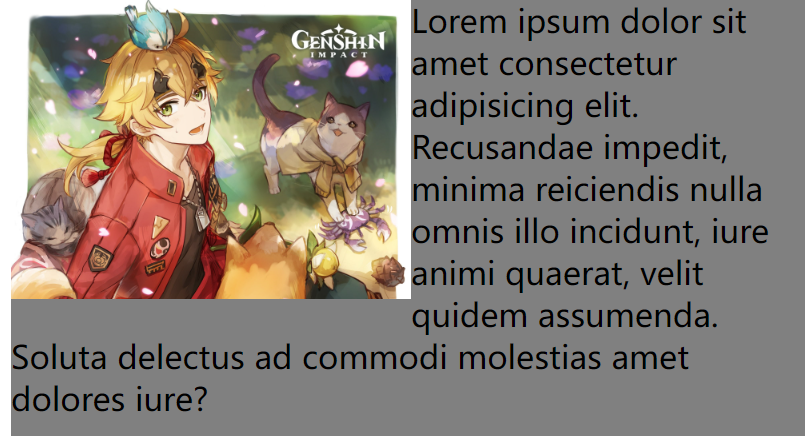 GENSHIN
IMPACT
Lorem ipsum dolor sit
amet consectetur
adipisicing elit.
Recusandae impedit,
minima reiciendis nulla
omnis illo incidunt, iure
animi quaerat, velit
quidem assumenda.
Soluta delectus ad commodi molestias amet
dolores iure?